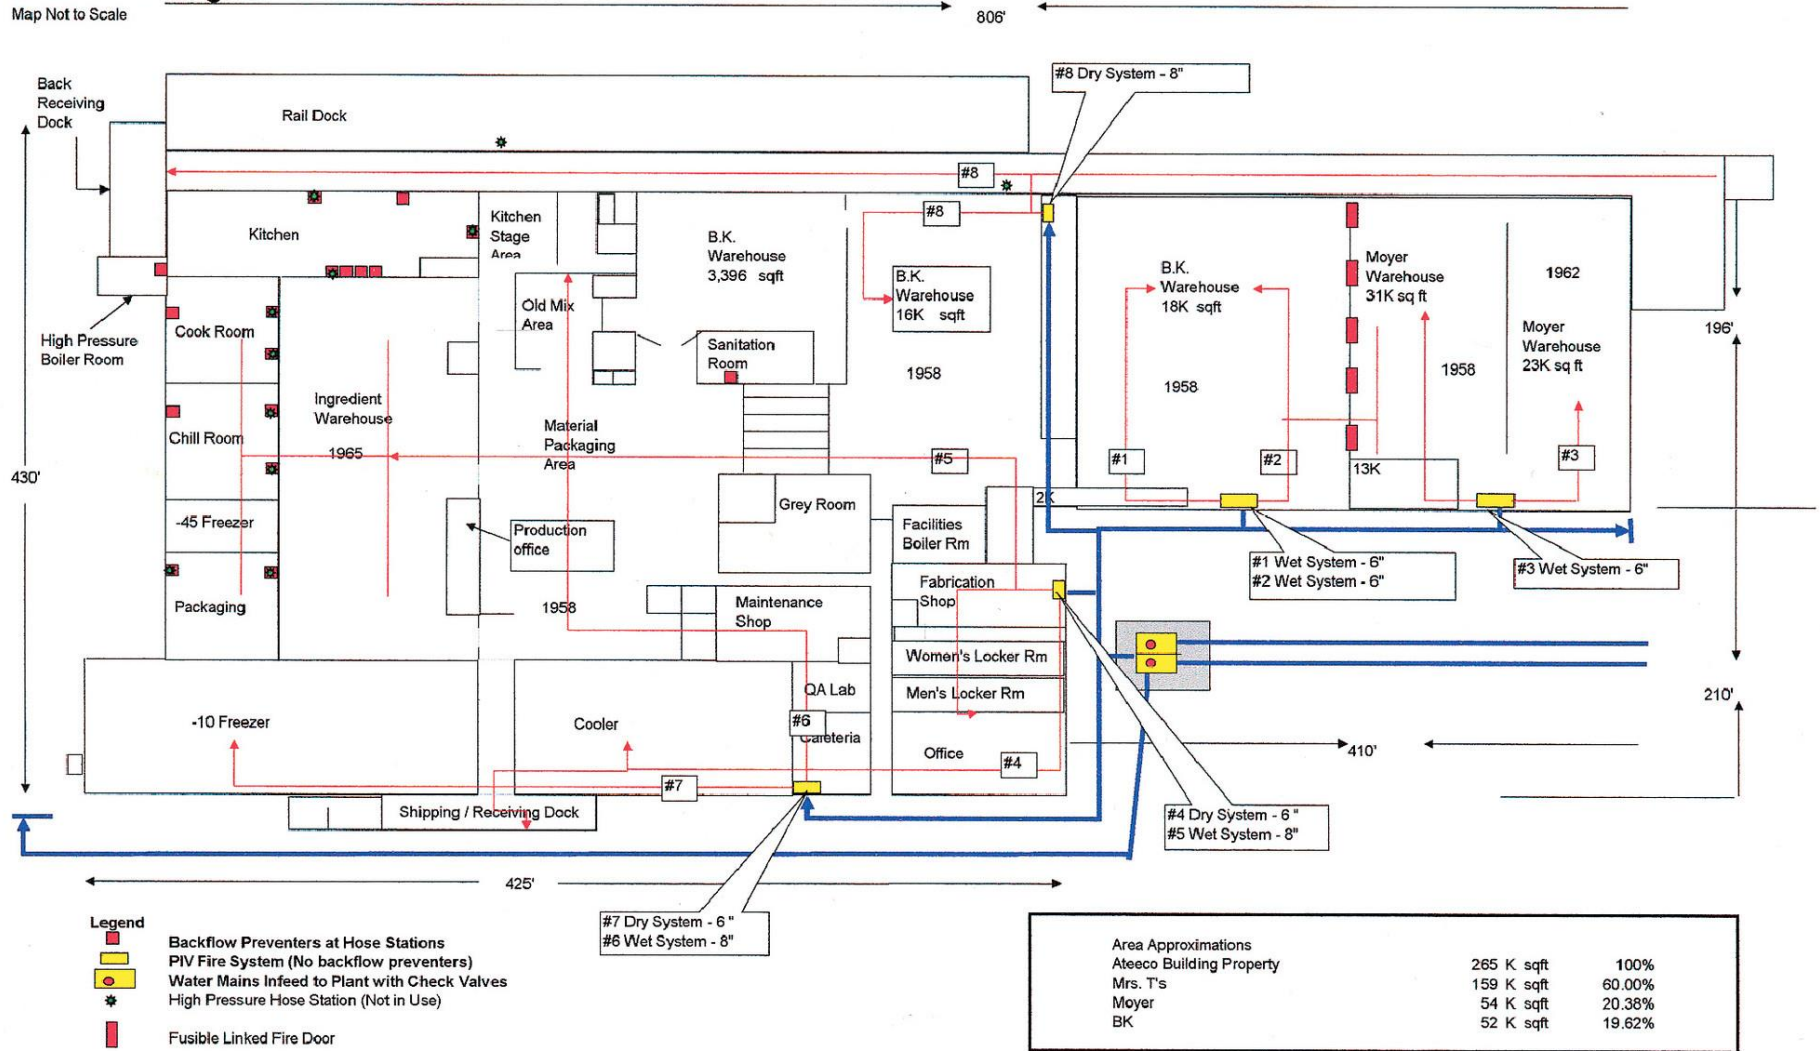 Map Not to Scale
806'
Back
Receiving
Dock
#8 Dry System - 8"
Rail Dock
#8
#8
Kitchen
Kitchen
Stage
Area
B.K.
Warehouse
3,396 sqft
B.K.
Warehouse
16K sqft
B.K.
Warehouse
18K sqft
Moyer
Warehouse
31K sq ft
1962
Old Mix
Area
High Pressure
Boiler Room
Cook Room
Sanitation
Room
Moyer
Warehouse
23K sq ft
196'
1958
1958
1958
Ingredient
Warehouse
1965
Chill Room
Material
Packaging
Area
#5
#1
#2
13K
#3
430'
2K
Grey Room
-45 Freezer
Production
office
Facilities
Boiler Rm
#1 Wet System - 6"
#2 Wet System - 6"
#3 Wet System - 6"
Packaging
1958
Maintenance
Shop
Fabrication
Shop
Women's Locker Rm
Men's Locker Rm
QA Lab
210'
-10 Freezer
Cooler
#6
Cafeteria
Office
#4
410'
#7
Shipping / Receiving Dock
#4 Dry System - 6 "
#5 Wet System - 8"
425'
#7 Dry System - 6 "
#6 Wet System - 8"
Legend
Backflow Preventers at Hose Stations
PIV Fire System (No backflow preventers)
Water Mains Infeed to Plant with Check Valves
High Pressure Hose Station (Not in Use)
Fusible Linked Fire Door
Area Approximations
Ateeco Building Property 265 K sqft 100%
Mrs. T's 159 K sqft 60.00%
Moyer 54 K sqft 20.38%
BK 52 K sqft 19.62%